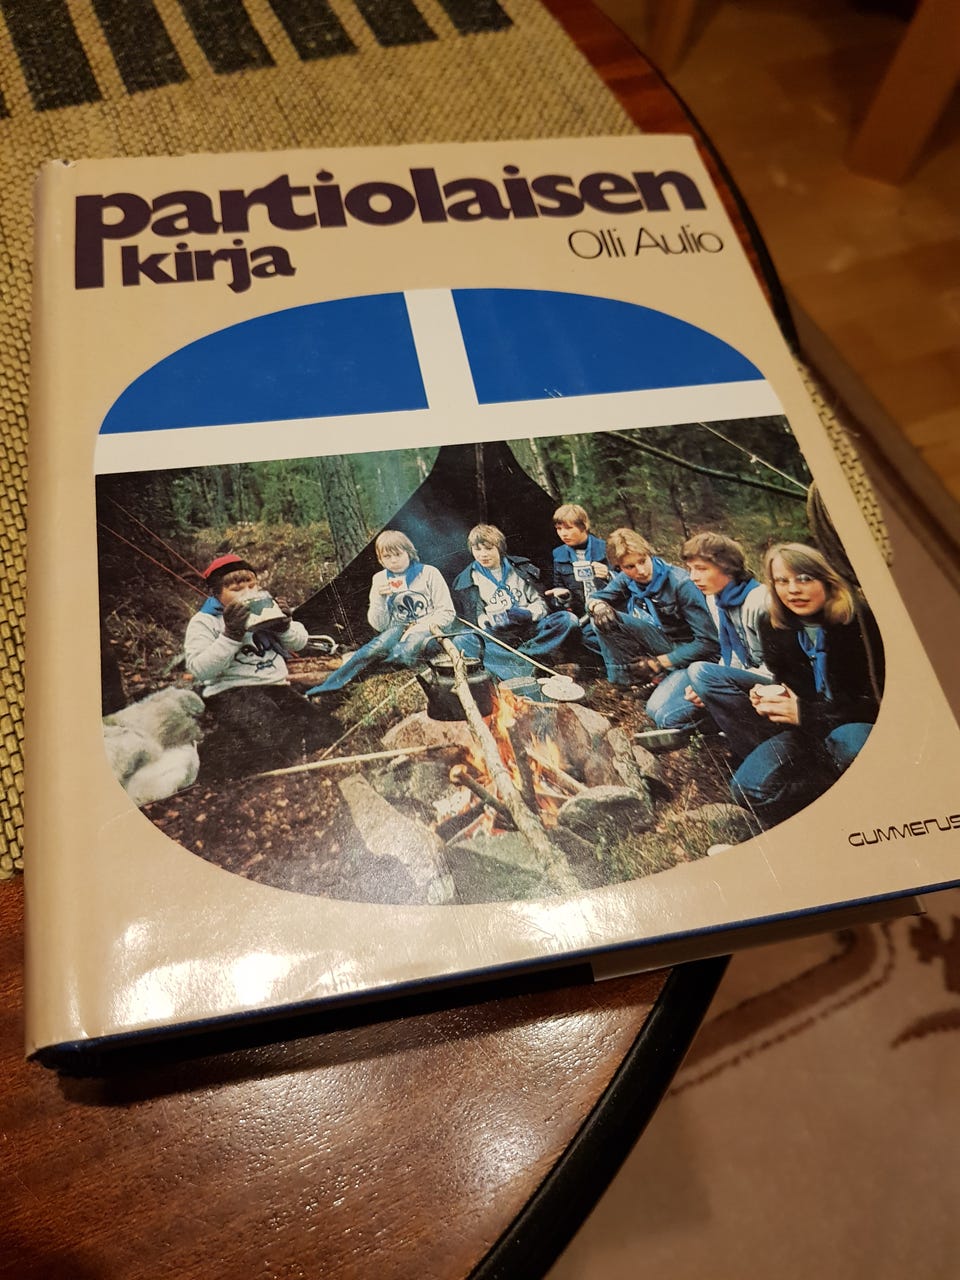 partiolaisen
kirja
Olli Aulio
GUMMERUS